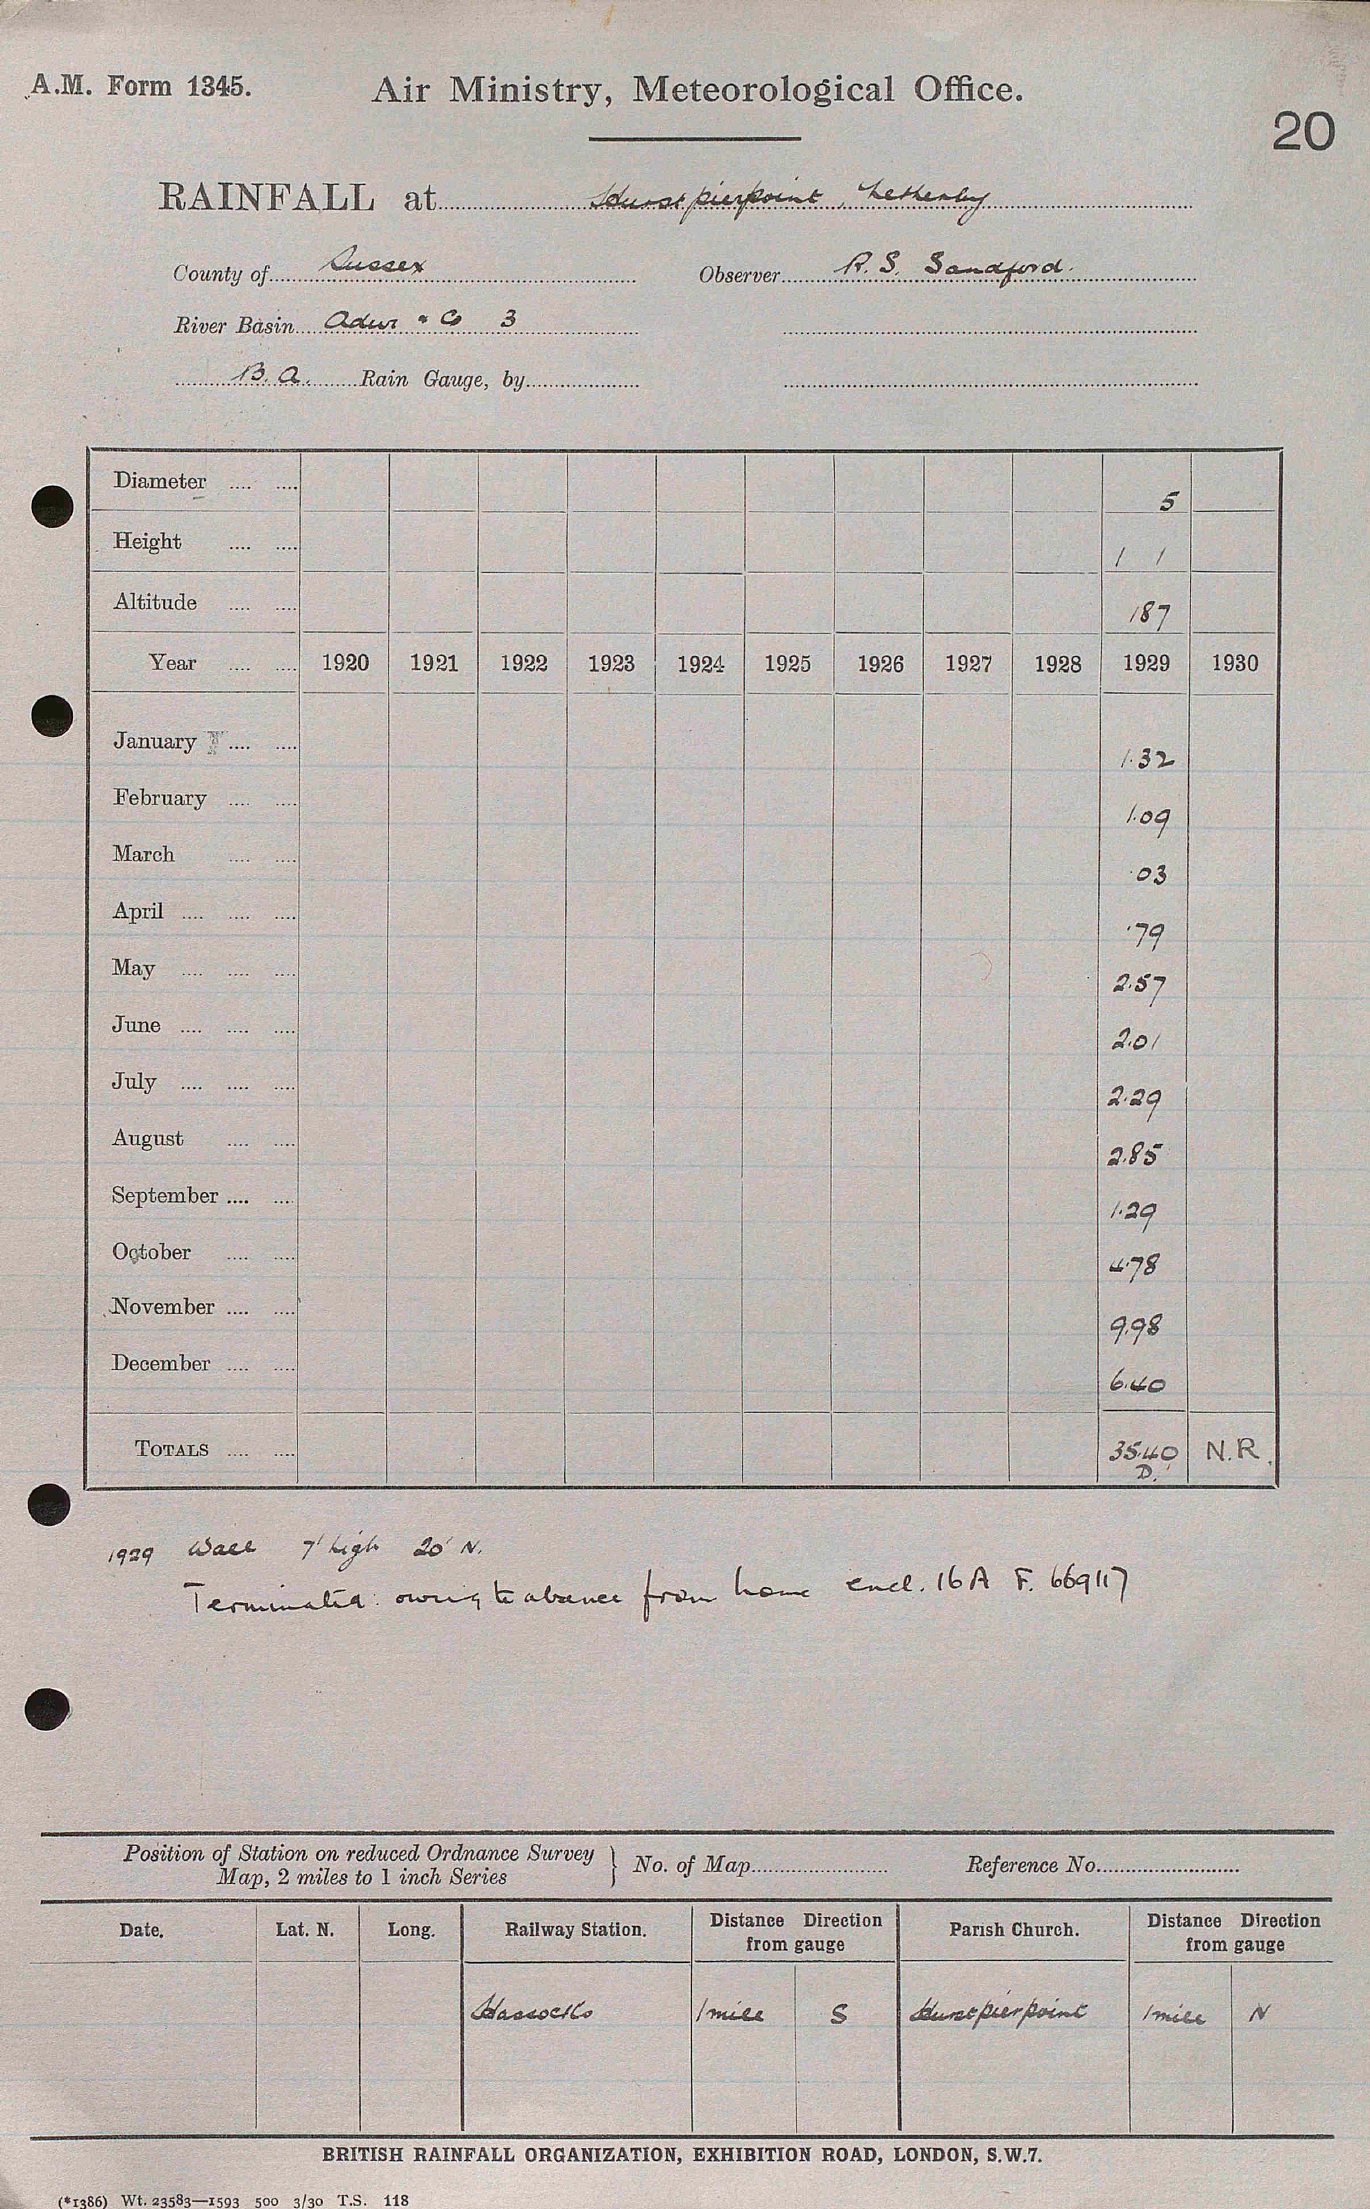 A.M. Form 1345.
Air Ministry, Meteorological Office.
20
RAINFALL at Hurstpierpoint, Letherby
County of Sussex Observer R. S. Sandford.
River Basin Adur & Co 3
B. A. Rain Gauge, by
Diameter 5
Height 1 1
Altitude 187
Year 1920 1921 1922 1923 1924 1925 1926 1927 1928 1929 1930
January 1.32
February 1.09
March .03
April .79
May 2.57
June 2.01
July 2.29
August 2.85
September 1.29
October 4.78
November 9.98
December 6.40
TOTALS 35.40 N.R.
D.
1929 Wall 7' high 20' N.
Terminated owing to absence from home encl. 16A F. 669117
Position of Station on reduced Ordnance Survey
Map, 2 miles to 1 inch Series } No. of Map Reference No.
Date. Lat. N. Long. Railway Station. Distance Direction from gauge Parish Church. Distance Direction from gauge
Hassocks 1 mile S Hurstpierpoint 1 mile N
BRITISH RAINFALL ORGANIZATION, EXHIBITION ROAD, LONDON, S.W.7.
(*1386) Wt. 23583—1593 500 3/30 T.S. 118